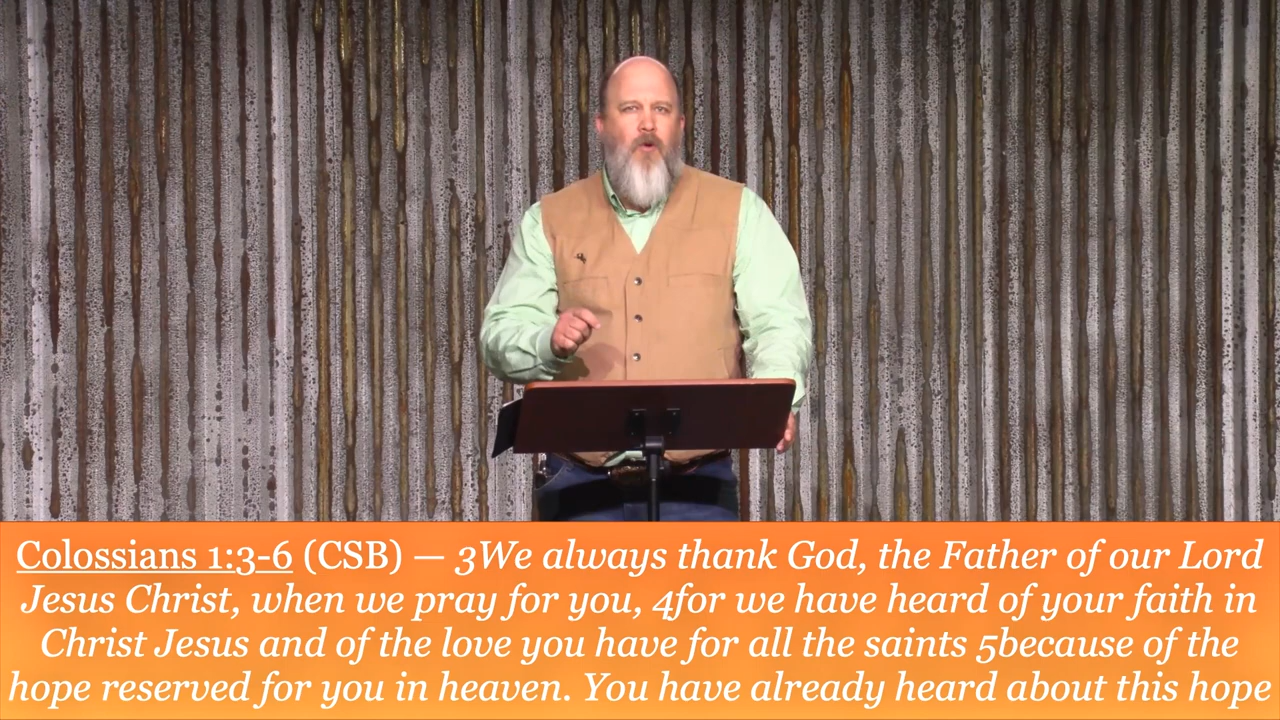 Colossians 1:3-6 (CSB) — 3We always thank God, the Father of our Lord
Jesus Christ, when we pray for you, 4for we have heard of your faith in
Christ Jesus and of the love you have for all the saints 5because of the
hope reserved for you in heaven. You have already heard about this hope